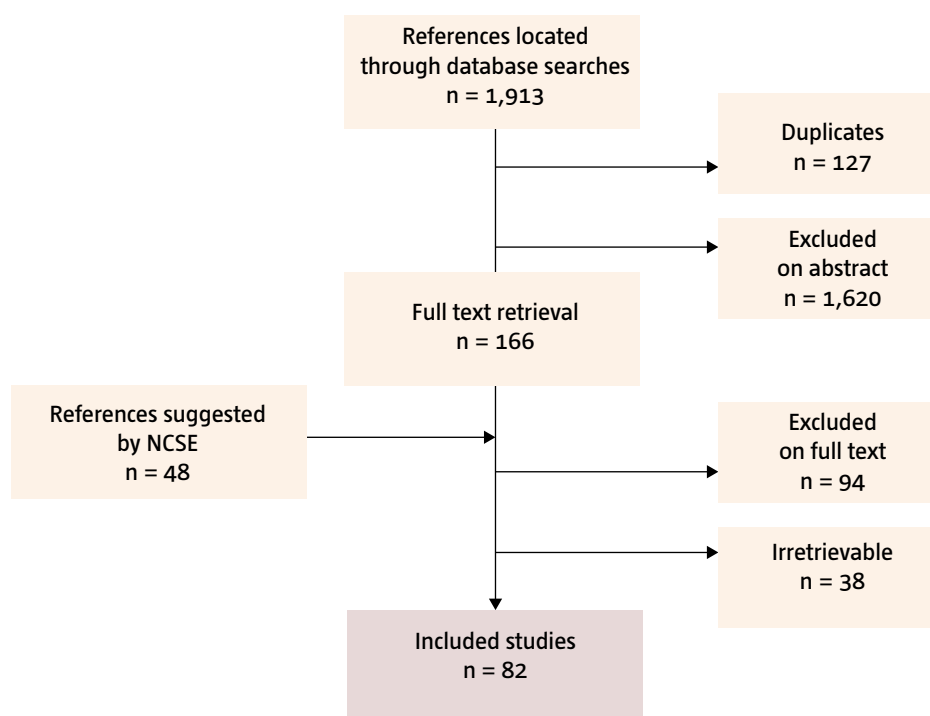 References located
through database searches
n = 1,913
Duplicates
n = 127
Excluded
on abstract
n = 1,620
Full text retrieval
n = 166
References suggested
by NCSE
n = 48
Excluded
on full text
n = 94
Irretrievable
n = 38
Included studies
n = 82